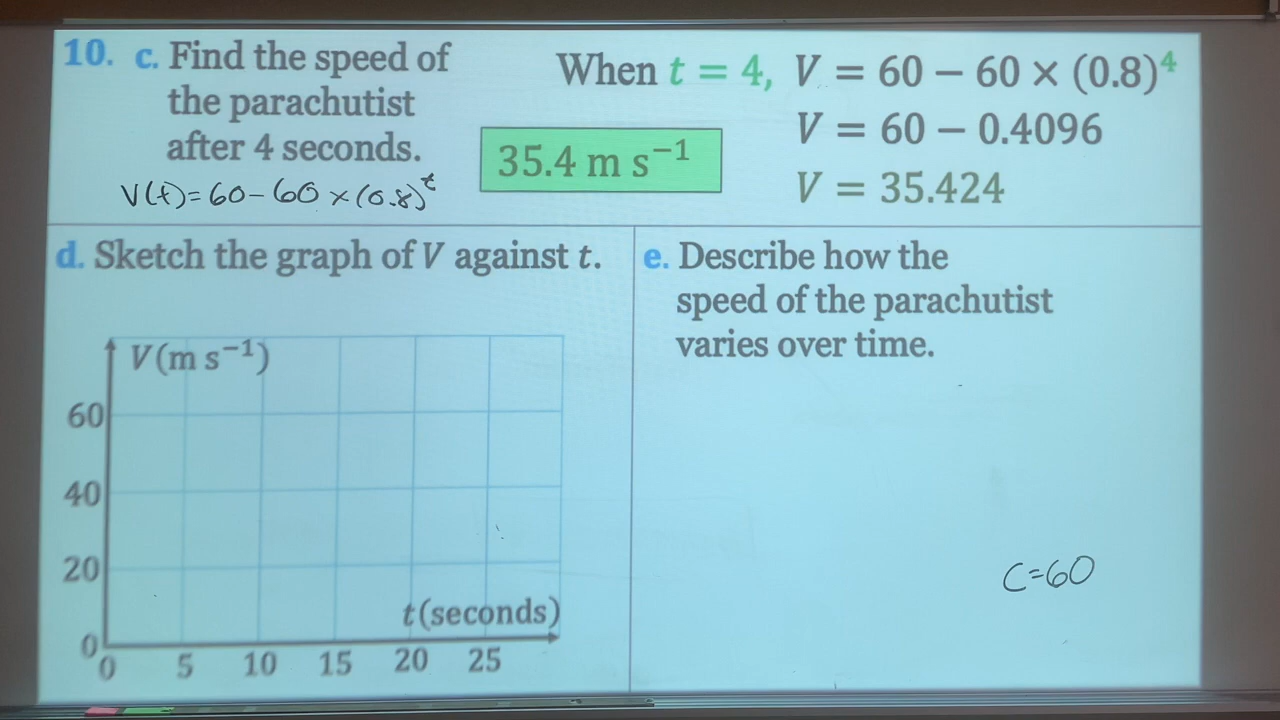 10. c. Find the speed of
the parachutist
after 4 seconds.
V(t)=60-60×(0.8)^t
35.4 m s⁻¹
When t = 4, V = 60 − 60 × (0.8)⁴
V = 60 − 0.4096
V = 35.424
d. Sketch the graph of V against t.
V(m s⁻¹)
60
40
20
0
t(seconds)
0 5 10 15 20 25
e. Describe how the
speed of the parachutist
varies over time.
C=60